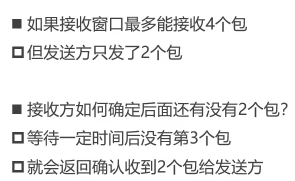 ■ 如果接收窗口最多能接收4个包
□ 但发送方只发了2个包
■ 接收方如何确定后面还有没有2个包?
□ 等待一定时间后没有第3个包
□ 就会返回确认收到2个包给发送方